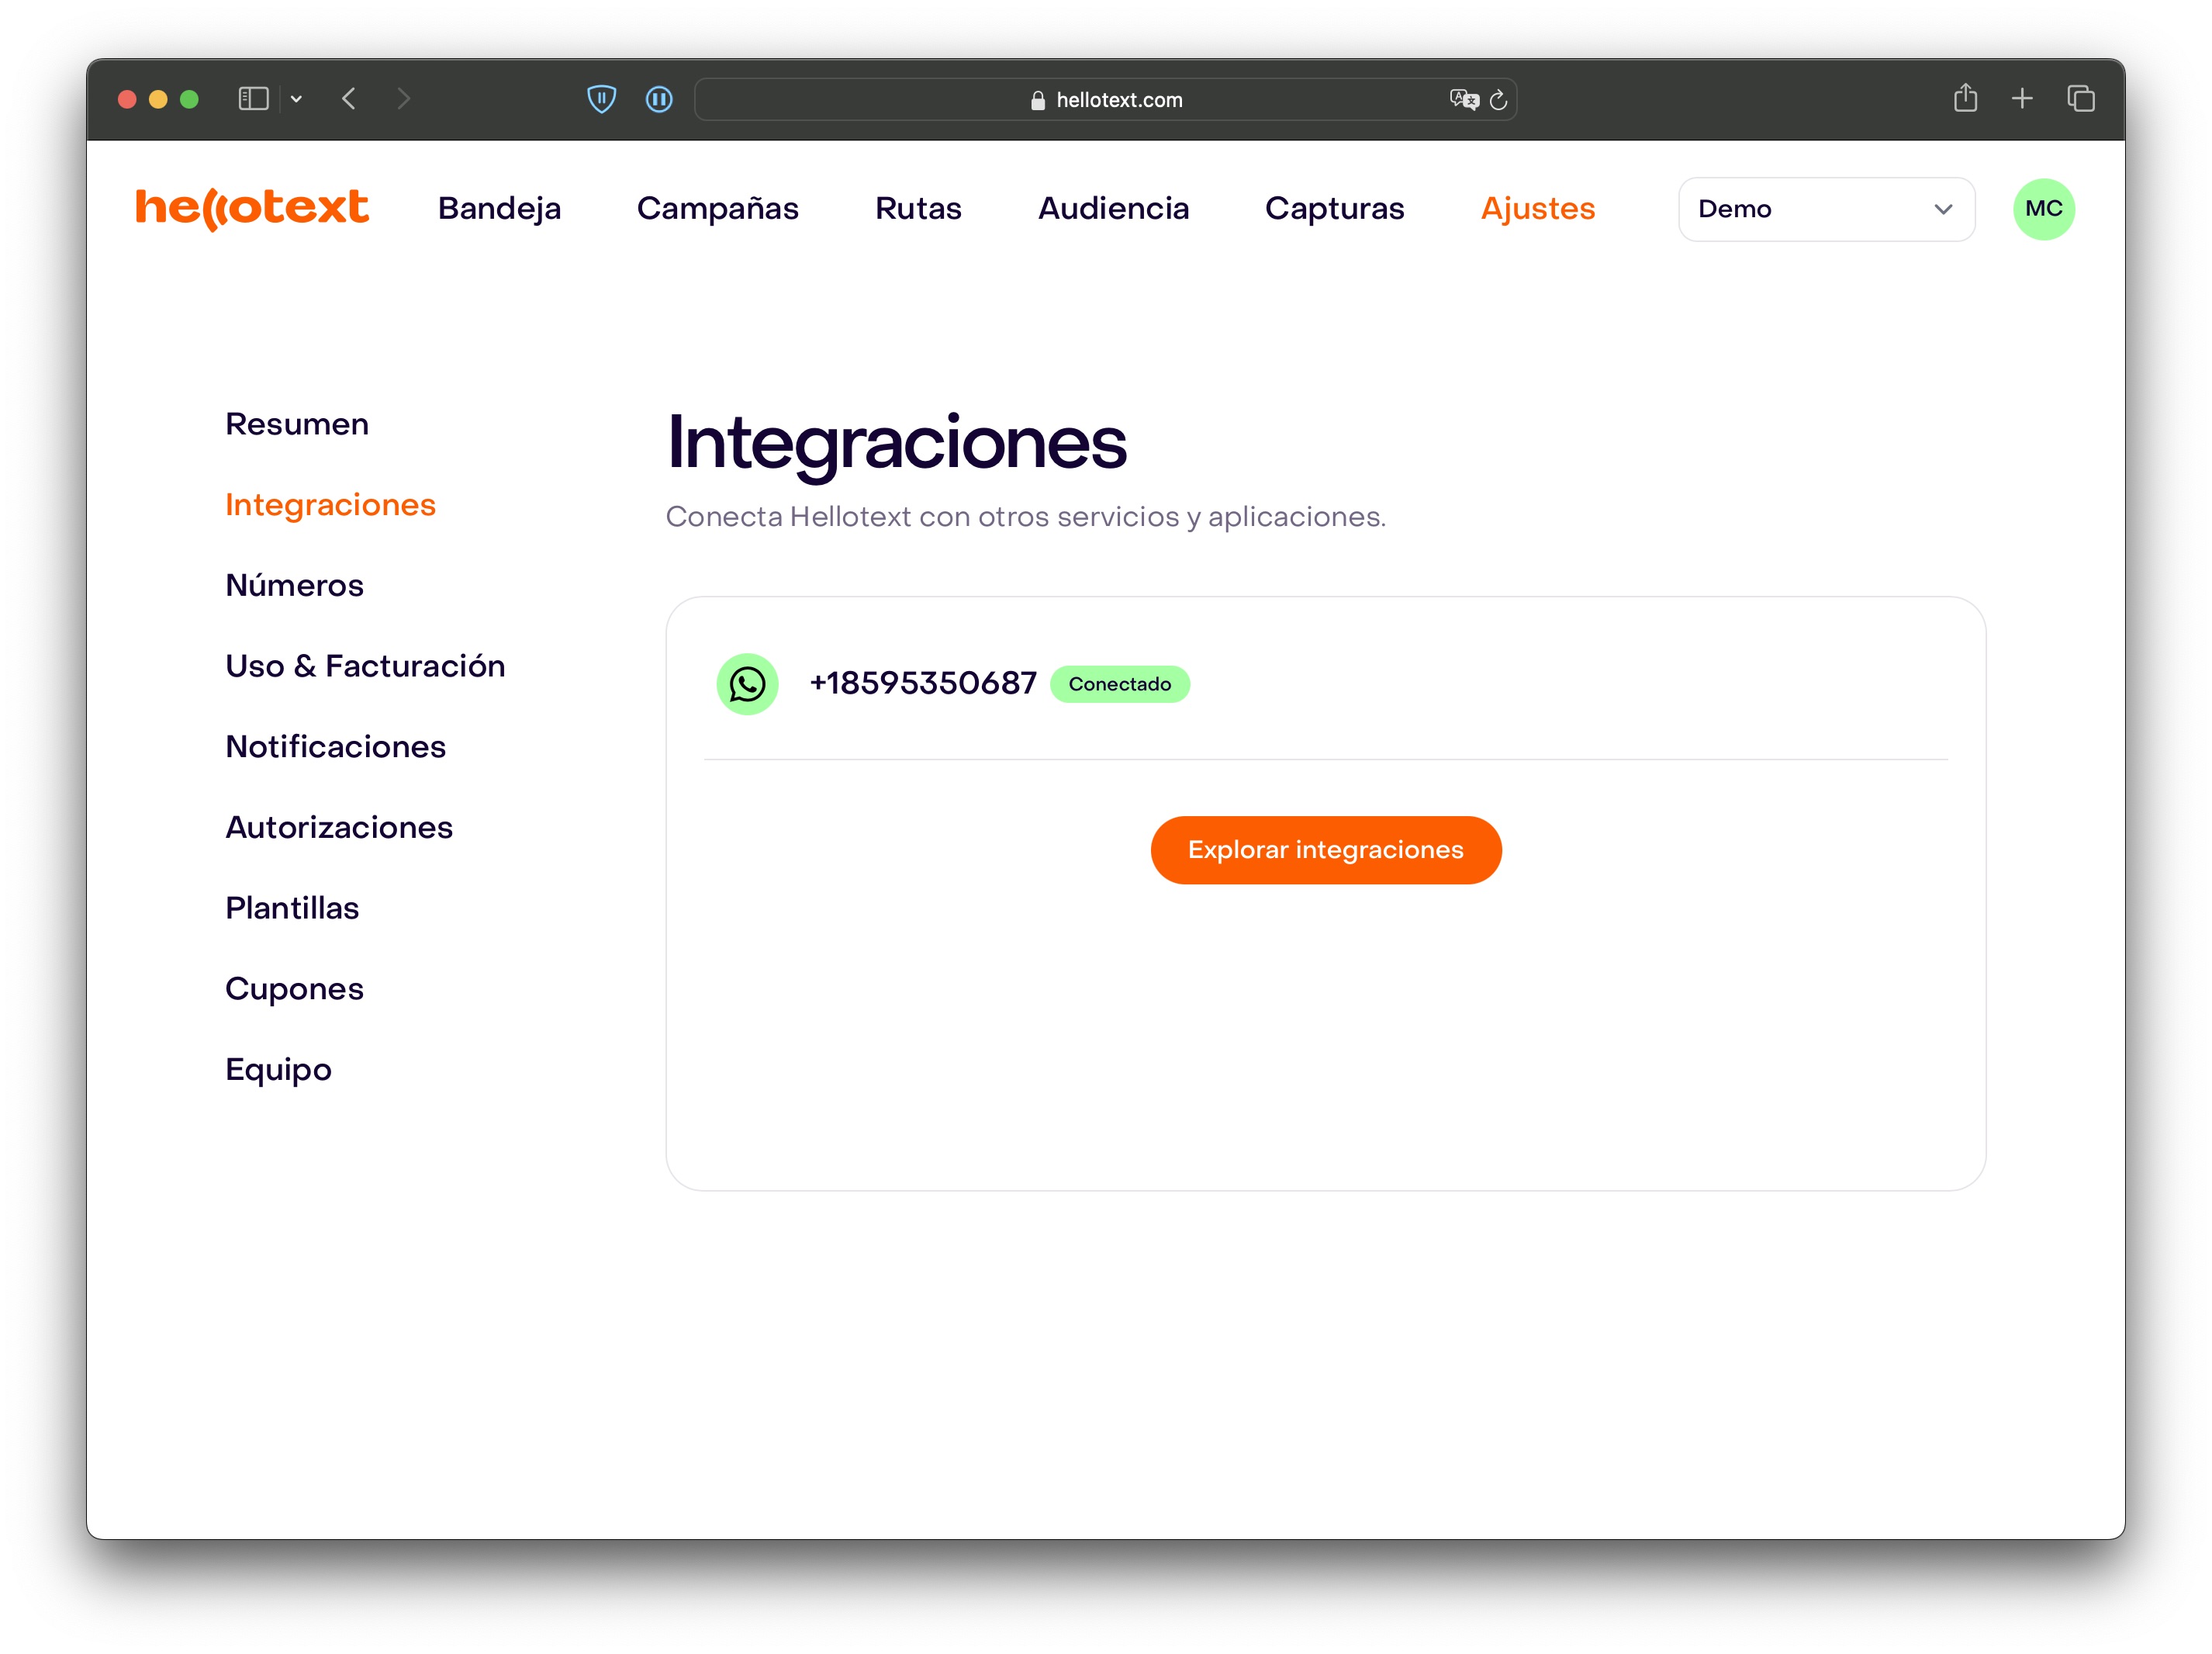 hellotext.com
hellotext
Bandeja
Campañas
Rutas
Audiencia
Capturas
Ajustes
Demo
MC
Resumen
Integraciones
Números
Uso & Facturación
Notificaciones
Autorizaciones
Plantillas
Cupones
Equipo
Integraciones
Conecta Hellotext con otros servicios y aplicaciones.
+18595350687 Conectado
Explorar integraciones